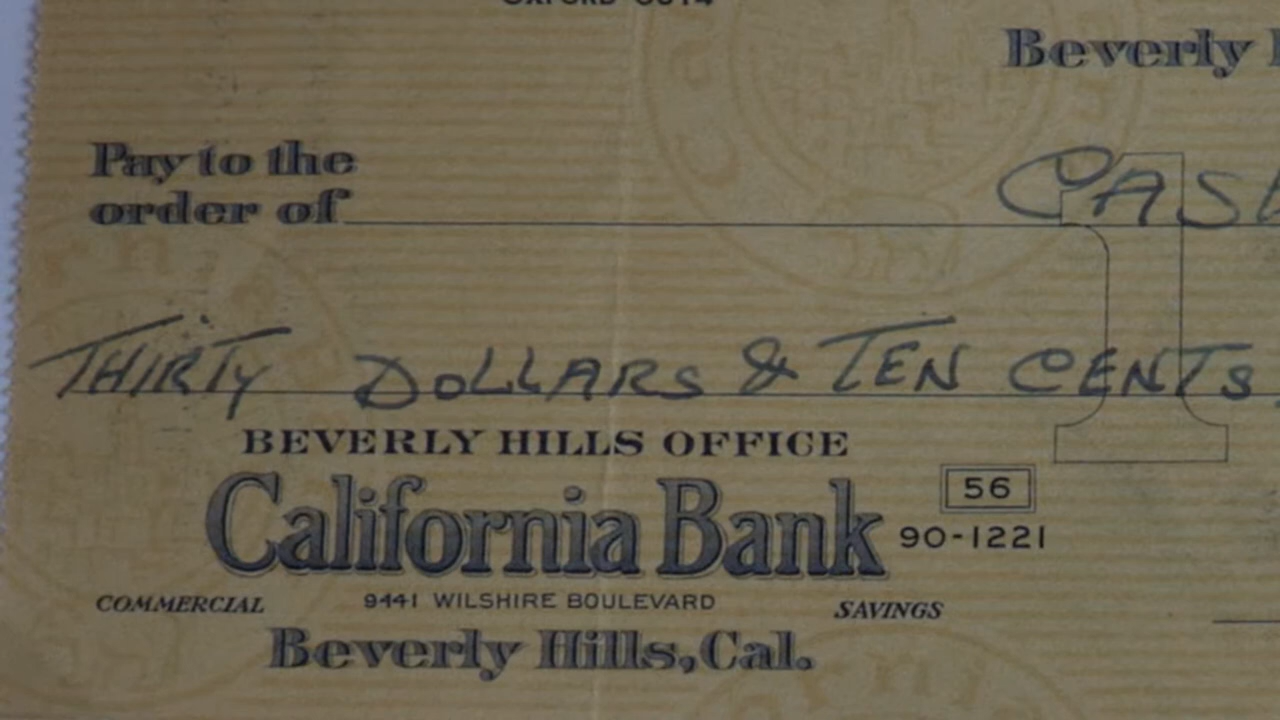 Beverly
Pay to the
order of
CASH
THIRTY DOLLARS & TEN CENTS
BEVERLY HILLS OFFICE
California Bank
56
90-1221
COMMERCIAL 9441 WILSHIRE BOULEVARD SAVINGS
Beverly Hills, Cal.